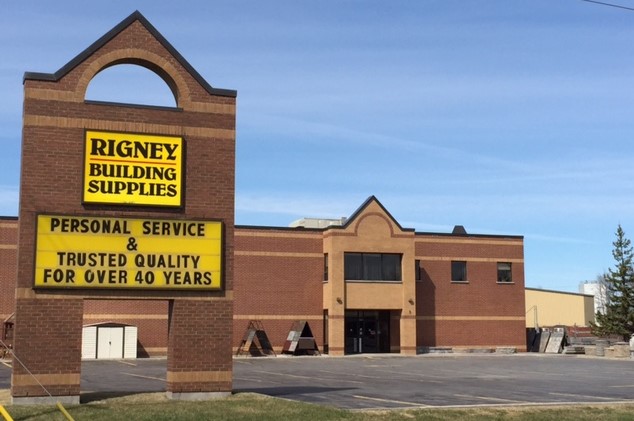 RIGNEY
BUILDING
SUPPLIES
PERSONAL SERVICE
&
TRUSTED QUALITY
FOR OVER 40 YEARS